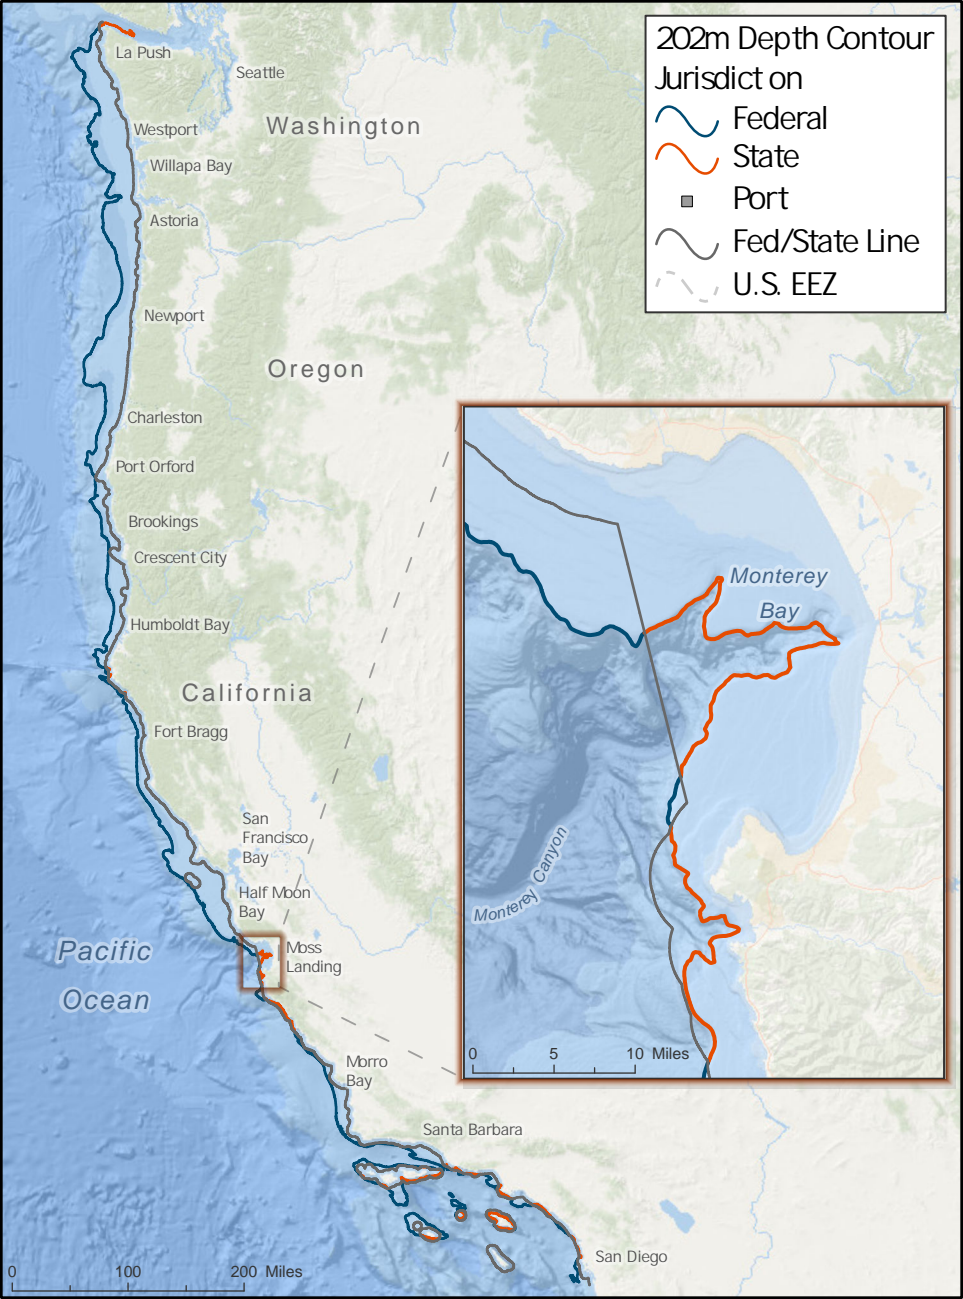 202m Depth Contour
Jurisdict on
Federal
State
Port
Fed/State Line
U.S. EEZ
La Push
Seattle
Washington
Westport
Willapa Bay
Astoria
Newport
Oregon
Charleston
Port Orford
Brookings
Crescent City
Humboldt Bay
California
Fort Bragg
San
Francisco
Bay
Half Moon
Bay
Moss
Landing
Pacific
Ocean
Morro
Bay
Santa Barbara
San Diego
0 100 200 Miles
Monterey
Bay
Monterey Canyon
0 5 10 Miles